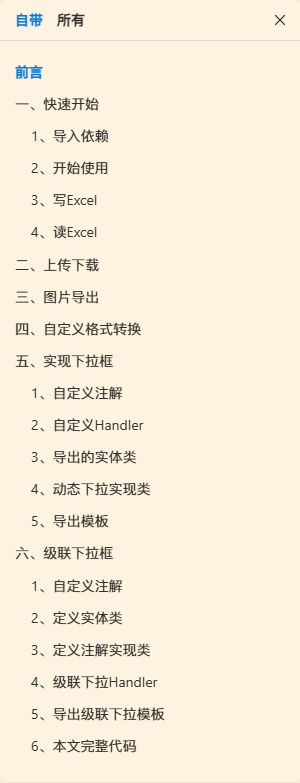 自带 所有
前言
一、快速开始
1、导入依赖
2、开始使用
3、写Excel
4、读Excel
二、上传下载
三、图片导出
四、自定义格式转换
五、实现下拉框
1、自定义注解
2、自定义Handler
3、导出的实体类
4、动态下拉实现类
5、导出模板
六、级联下拉框
1、自定义注解
2、定义实体类
3、定义注解实现类
4、级联下拉Handler
5、导出级联下拉模板
6、本文完整代码